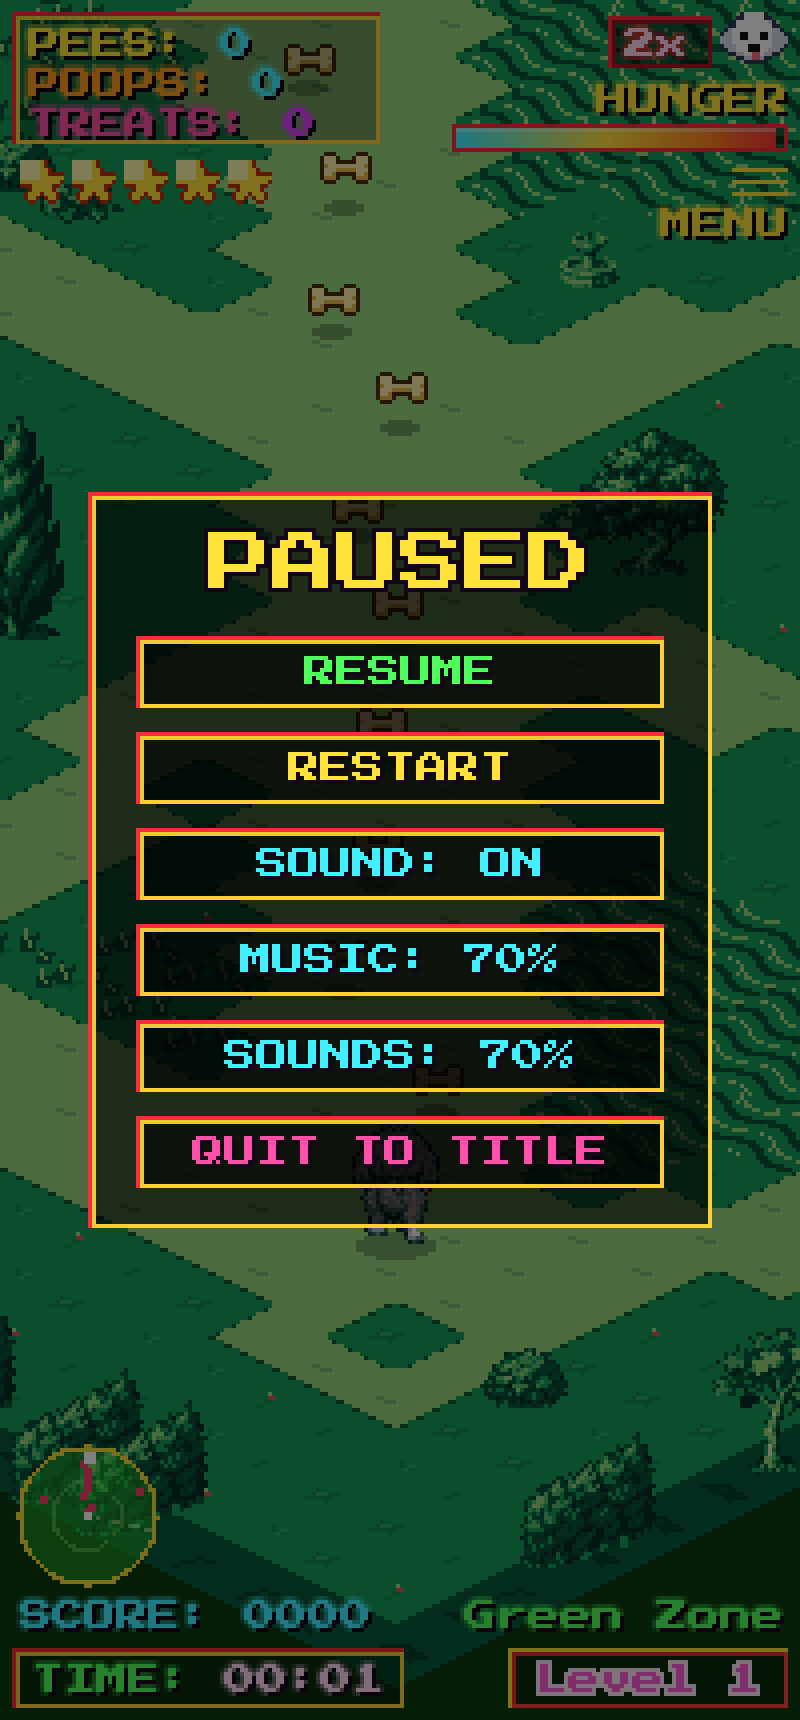 PEES: 0
2x
POOPS: 0
HUNGER
TREATS: 0
MENU
PAUSED
RESUME
RESTART
SOUND: ON
MUSIC: 70%
SOUNDS: 70%
QUIT TO TITLE
SCORE: 0000
Green Zone
TIME: 00:01
Level 1